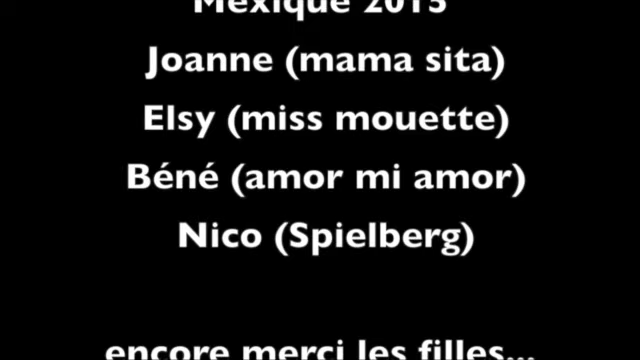 Mexique 2015
Joanne (mama sita)
Elsy (miss mouette)
Béné (amor mi amor)
Nico (Spielberg)

encore merci les filles...